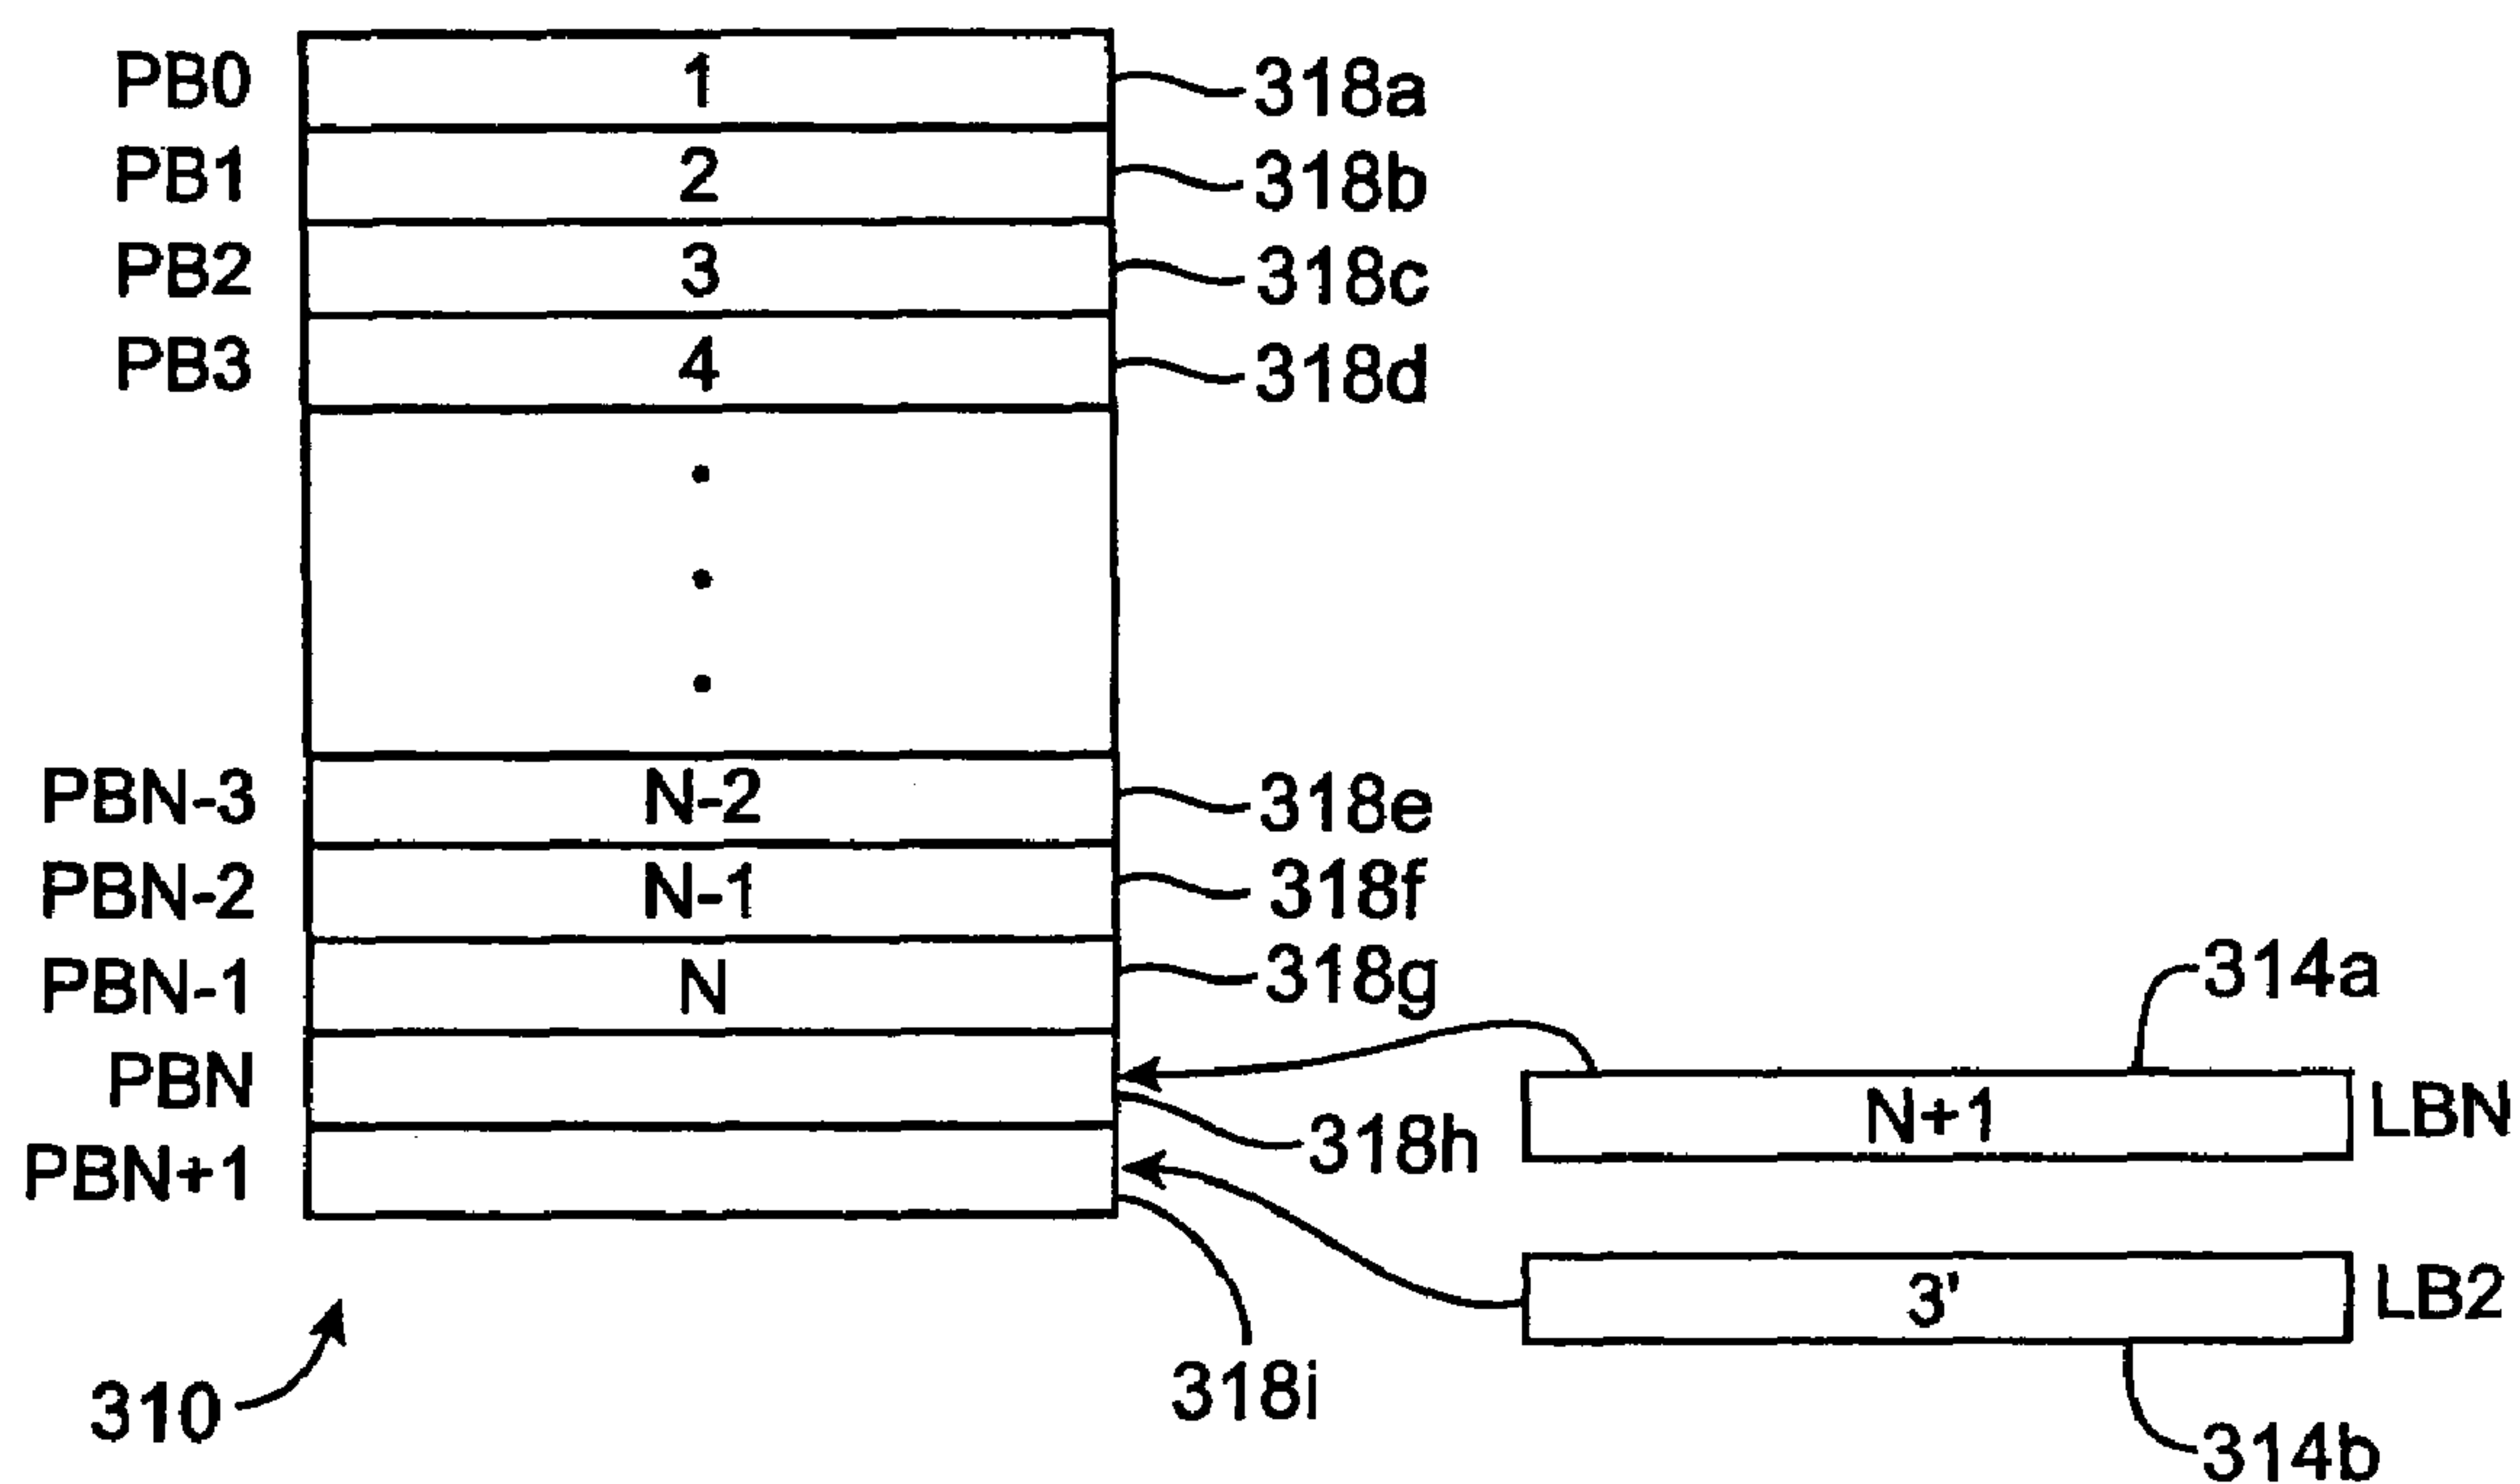 PB0 1 318a
PB1 2 318b
PB2 3 318c
PB3 4 318d
PBN-3 N-2 318e
PBN-2 N-1 318f
PBN-1 N 318g
314a
PBN N+1 LBN
318h
PBN+1
3' LB2
310 318i
314b